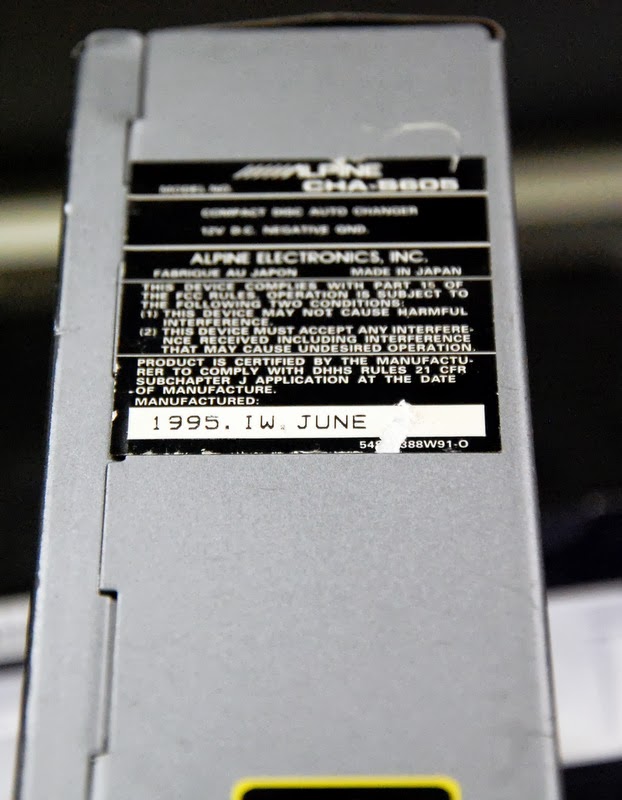 ALPINE
MODEL NO. CHA-S605
COMPACT DISC AUTO CHANGER
12V D.C. NEGATIVE GND.
ALPINE ELECTRONICS, INC.
FABRIQUE AU JAPON MADE IN JAPAN
THIS DEVICE COMPLIES WITH PART 15 OF
THE FCC RULES. OPERATION IS SUBJECT TO
THE FOLLOWING TWO CONDITIONS:
(1) THIS DEVICE MAY NOT CAUSE HARMFUL
INTERFERENCE.
(2) THIS DEVICE MUST ACCEPT ANY INTERFERE-
NCE RECEIVED INCLUDING INTERFERENCE
THAT MAY CAUSE UNDESIRED OPERATION.
PRODUCT IS CERTIFIED BY THE MANUFACTU-
RER TO COMPLY WITH DHHS RULES 21 CFR
SUBCHAPTER J APPLICATION AT THE DATE
OF MANUFACTURE.
MANUFACTURED:
1995. IW. JUNE